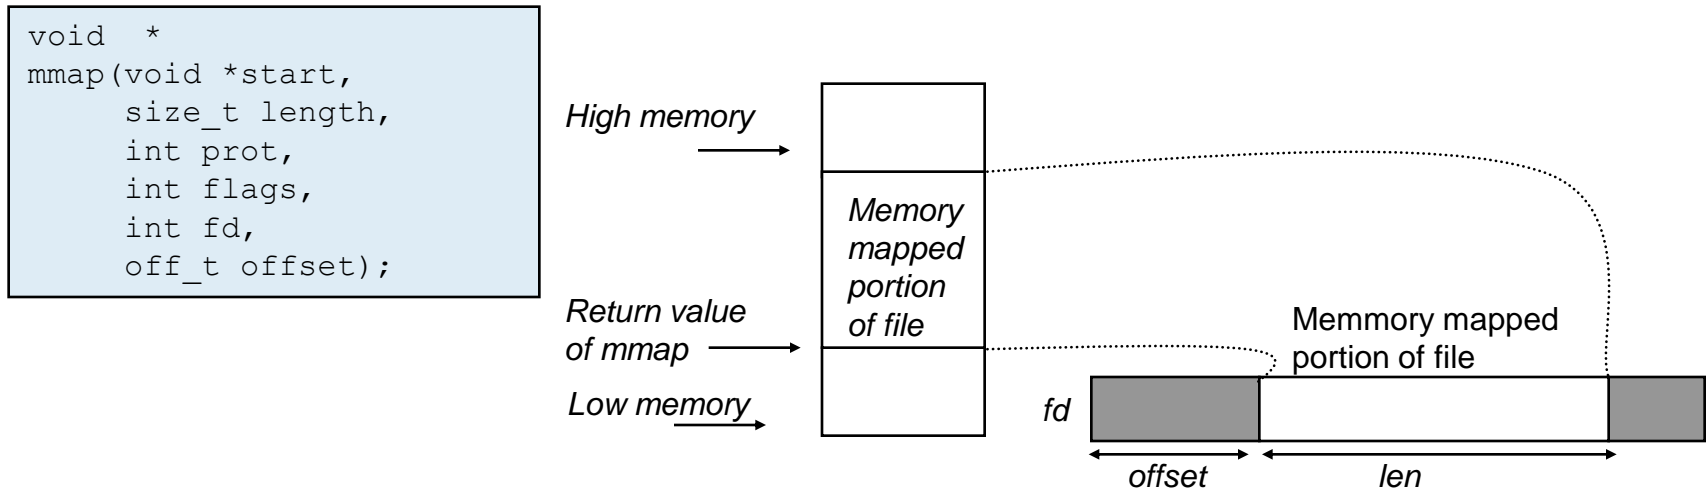 void  *
mmap(void *start,
     size_t length,
     int prot,
     int flags,
     int fd,
     off_t offset);
High memory
Memory
mapped
portion
of file
Return value
of mmap
Low memory
Memmory mapped
portion of file
fd
offset
len